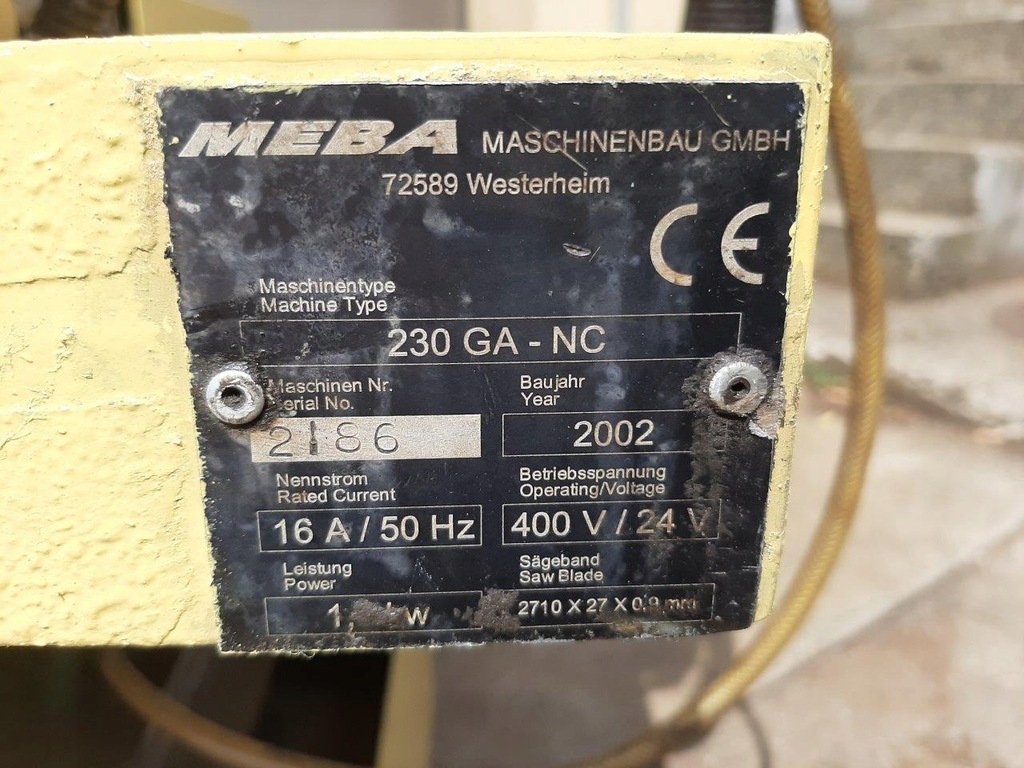 MEBA MASCHINENBAU GMBH
72589 Westerheim
CE
Maschinentype
Machine Type
230 GA - NC
Maschinen Nr.
Serial No.
2186
Baujahr
Year
2002
Nennstrom
Rated Current
16 A / 50 Hz
Betriebsspannung
Operating/Voltage
400 V / 24 V
Leistung
Power
Sägeband
Saw Blade
2710 X 27 X 0,9 mm